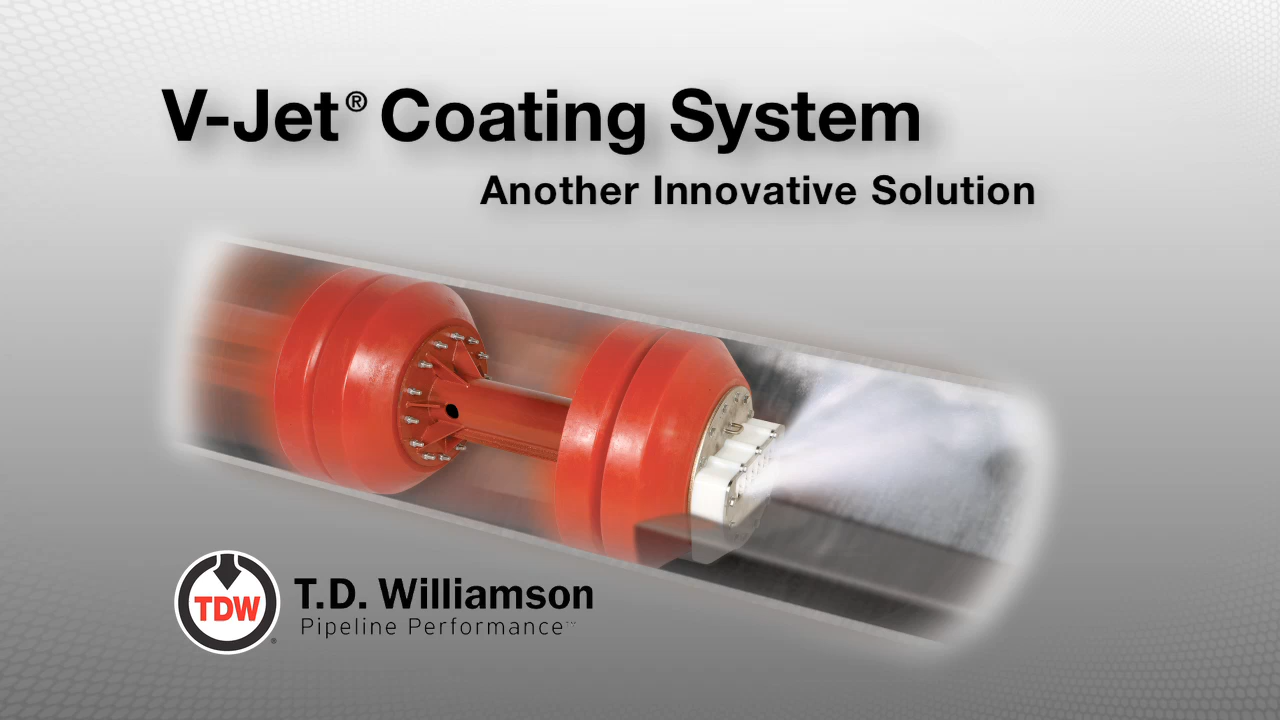 V-Jet® Coating System
Another Innovative Solution
TDW
®
T.D. Williamson
Pipeline Performance™